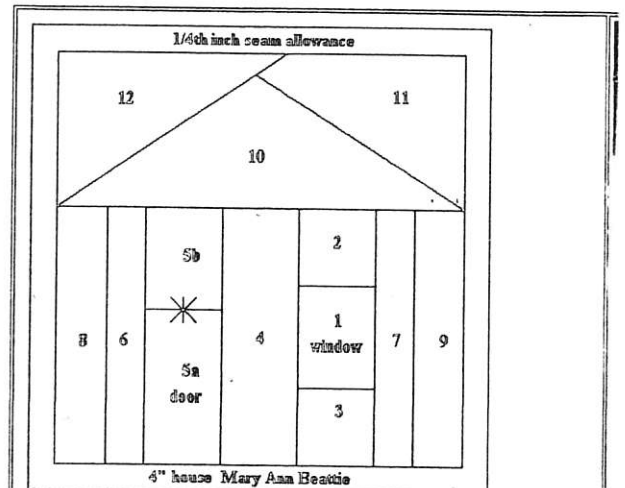 1/4th inch seam allowance
12
11
10
5b
2
8
6
4
1
window
7
9
5a
door
3
4" house Mary Ann Beattie